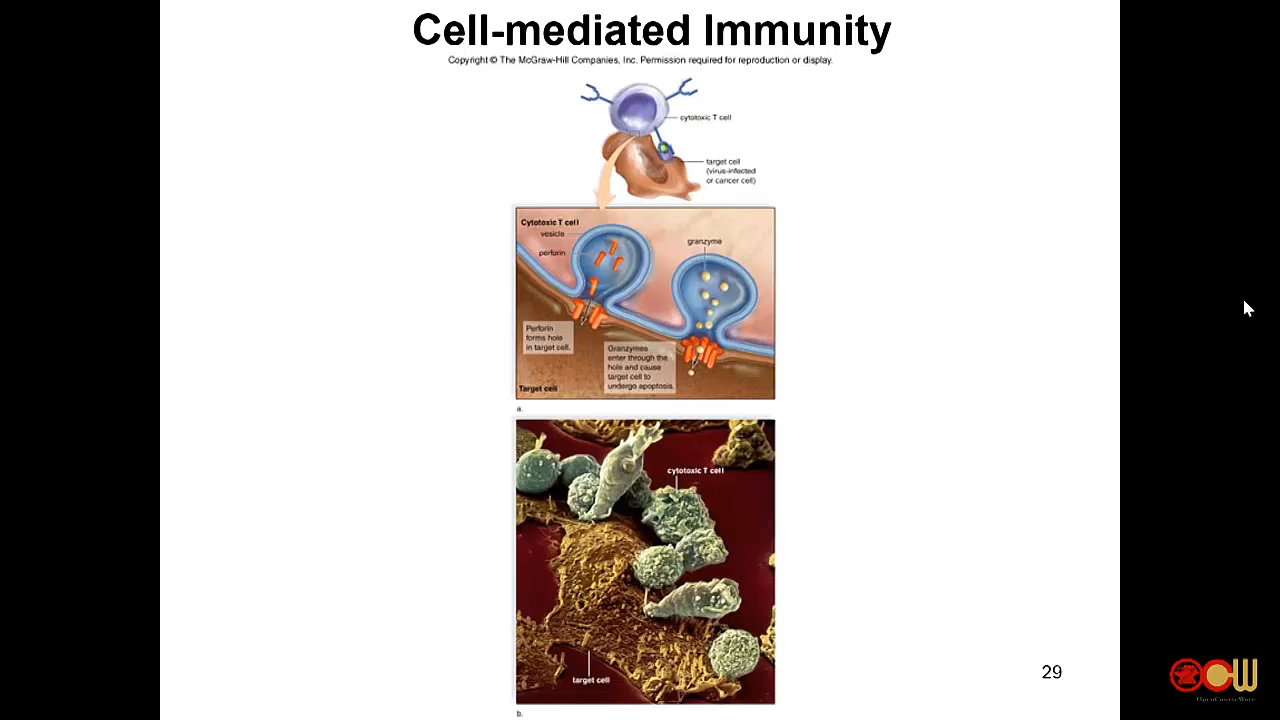 Cell-mediated Immunity
Copyright © The McGraw-Hill Companies, Inc. Permission required for reproduction or display.
cytotoxic T cell
target cell
(virus-infected
or cancer cell)
Cytotoxic T cell
vesicle
perforin
granzyme
Perforin
forms hole
in target cell.
Granzymes
enter through the
hole and cause
target cell to
undergo apoptosis.
Target cell
a.
cytotoxic T cell
target cell
b.
29
OCW
OpenCourseWare